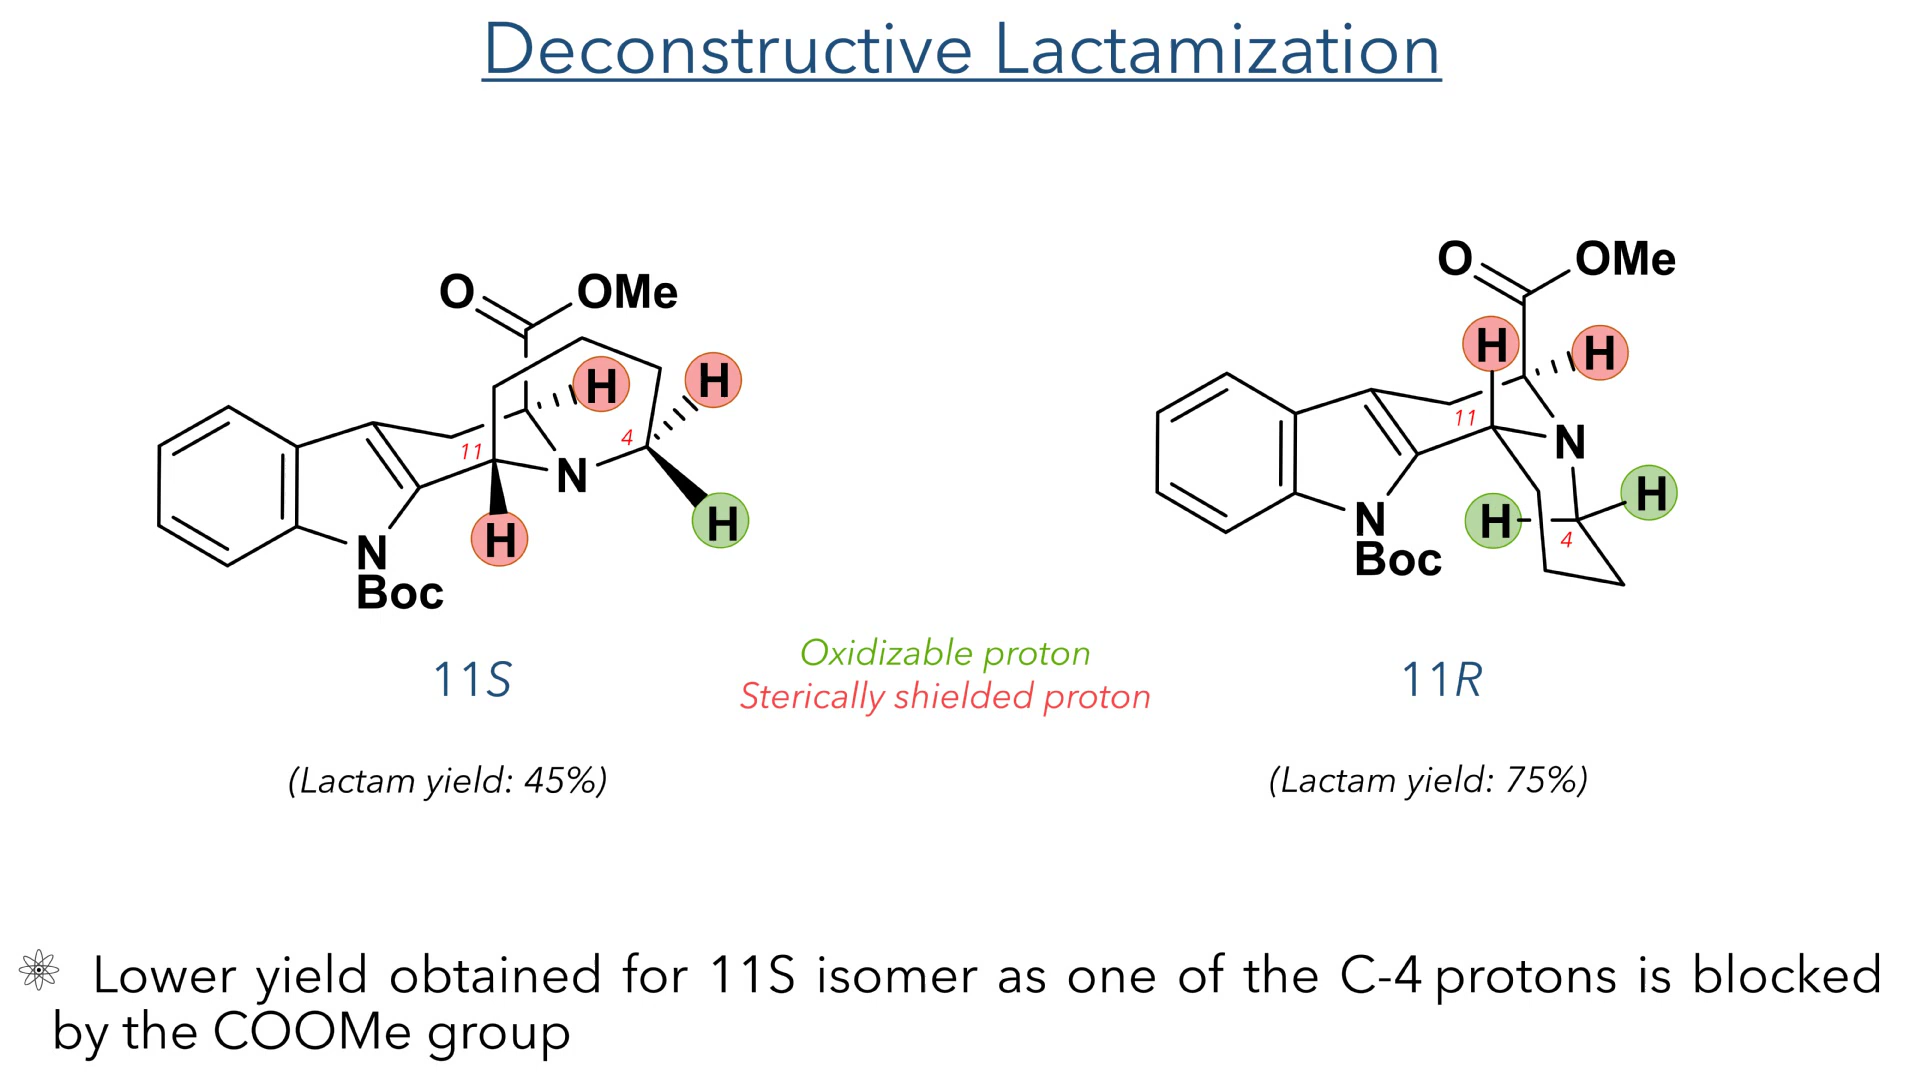 Deconstructive Lactamization
O OMe
H H
11 4
N
H H
N
Boc
O OMe
H H
11
N
H H
N 4
Boc
Oxidizable proton
Sterically shielded proton
11S
11R
(Lactam yield: 45%)
(Lactam yield: 75%)
Lower yield obtained for 11S isomer as one of the C-4 protons is blocked
by the COOMe group